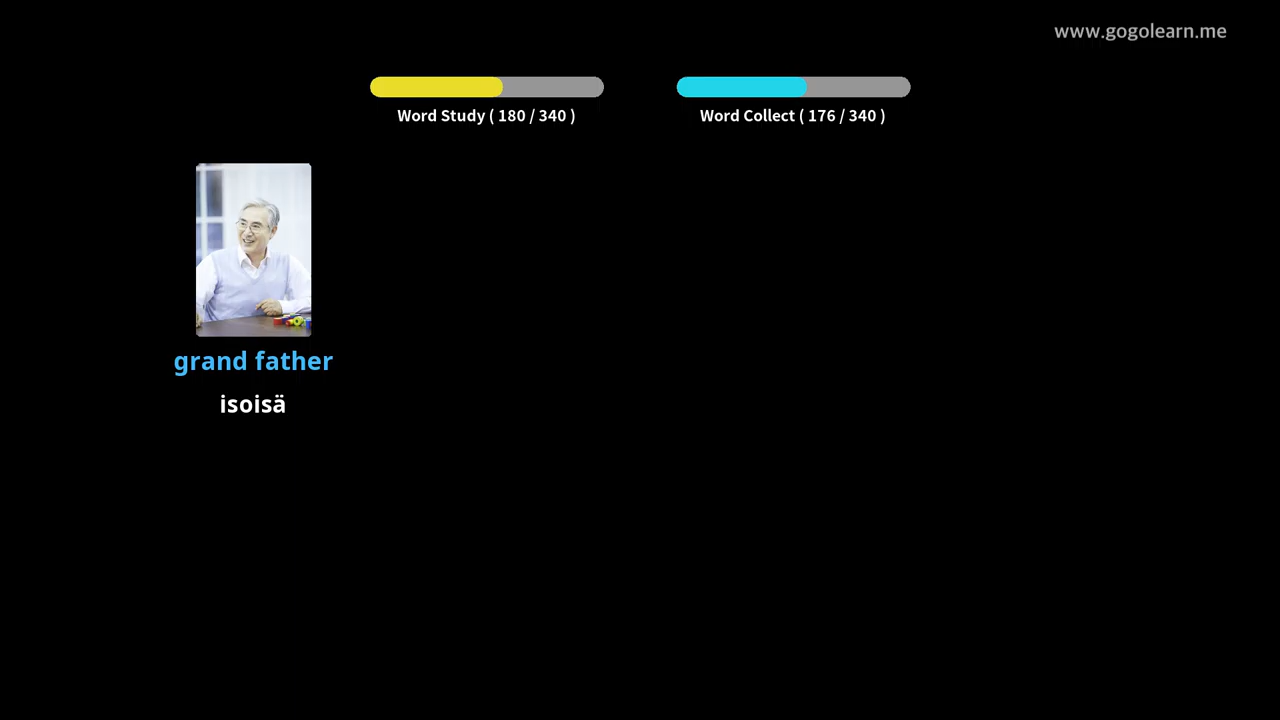 www.gogolearn.me
Word Study ( 180 / 340 )
Word Collect ( 176 / 340 )
grand father
isoisä